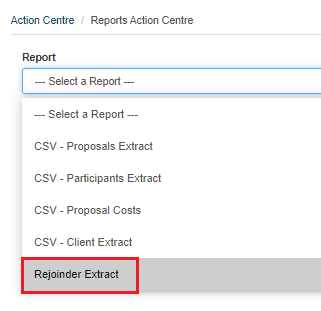 Action Centre / Reports Action Centre
Report
--- Select a Report ---
--- Select a Report ---
CSV - Proposals Extract
CSV - Participants Extract
CSV - Proposal Costs
CSV - Client Extract
Rejoinder Extract